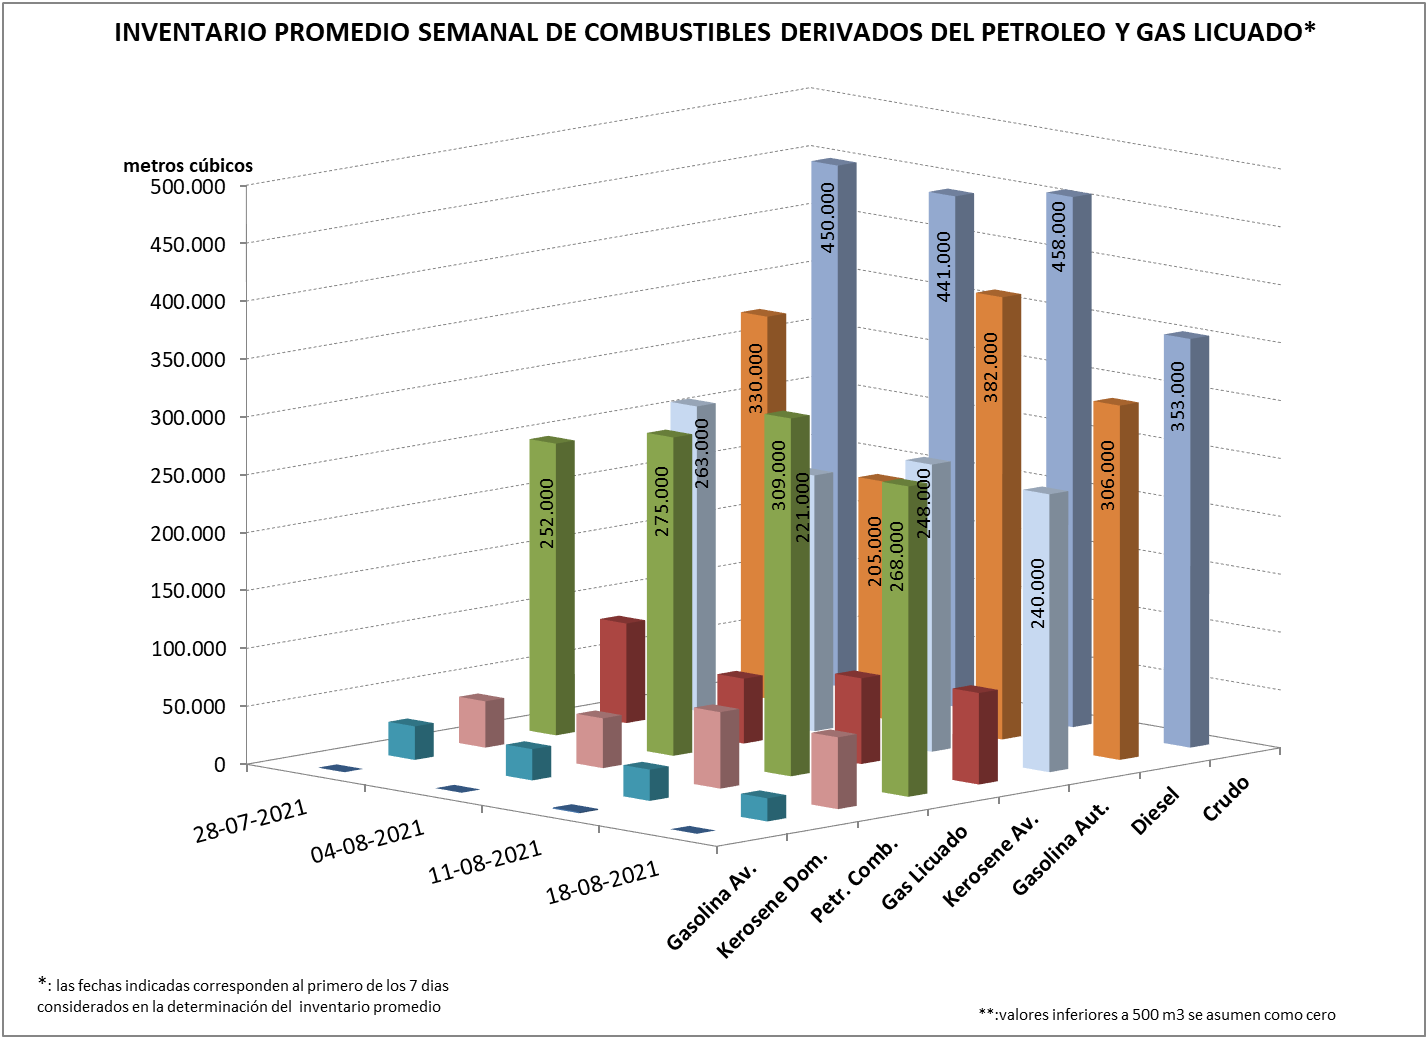 INVENTARIO PROMEDIO SEMANAL DE COMBUSTIBLES DERIVADOS DEL PETROLEO Y GAS LICUADO*
metros cúbicos
500.000
450.000
400.000
350.000
300.000
250.000
200.000
150.000
100.000
50.000
0
450.000
441.000
458.000
353.000
330.000
205.000
382.000
306.000
263.000
221.000
248.000
240.000
252.000
275.000
309.000
268.000
28-07-2021
04-08-2021
11-08-2021
18-08-2021
Gasolina Av.
Kerosene Dom.
Petr. Comb.
Gas Licuado
Kerosene Av.
Gasolina Aut.
Diesel
Crudo
*: las fechas indicadas corresponden al primero de los 7 dias
considerados en la determinación del inventario promedio
**:valores inferiores a 500 m3 se asumen como cero